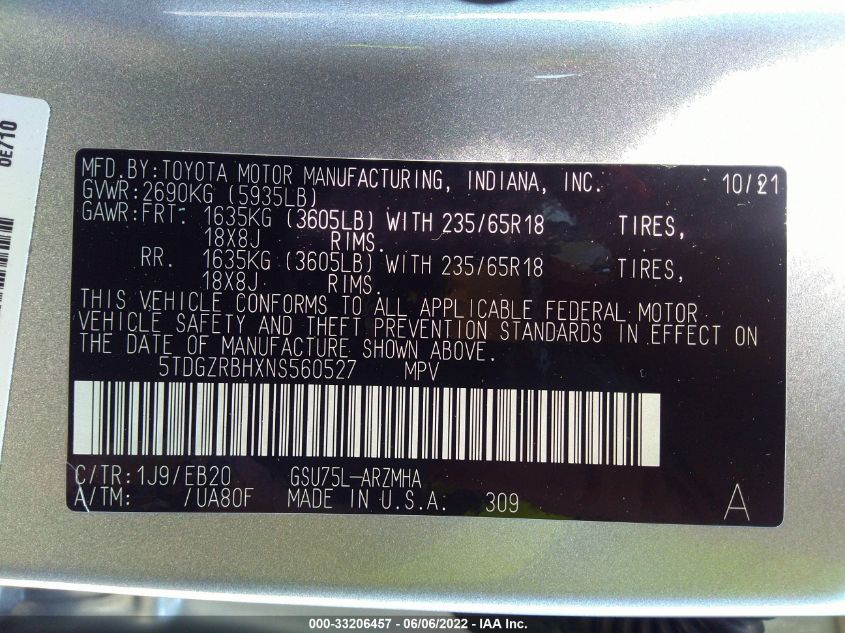 0E/10
MFD.BY:TOYOTA MOTOR MANUFACTURING, INDIANA, INC. 10/21
GVWR:2690KG (5935LB)
GAWR:FRT. 1635KG (3605LB) WITH 235/65R18 TIRES,
18X8J RIMS.
RR. 1635KG (3605LB) WITH 235/65R18 TIRES,
18X8J RIMS.
THIS VEHICLE CONFORMS TO ALL APPLICABLE FEDERAL MOTOR
VEHICLE SAFETY AND THEFT PREVENTION STANDARDS IN EFFECT ON
THE DATE OF MANUFACTURE SHOWN ABOVE.
5TDGZRBHXNS560527 MPV
C/TR:1J9/EB20 GSU75L-ARZMHA
A/TM: /UA80F MADE IN U.S.A. 309 A
000-33206457 - 06/06/2022 - IAA Inc.